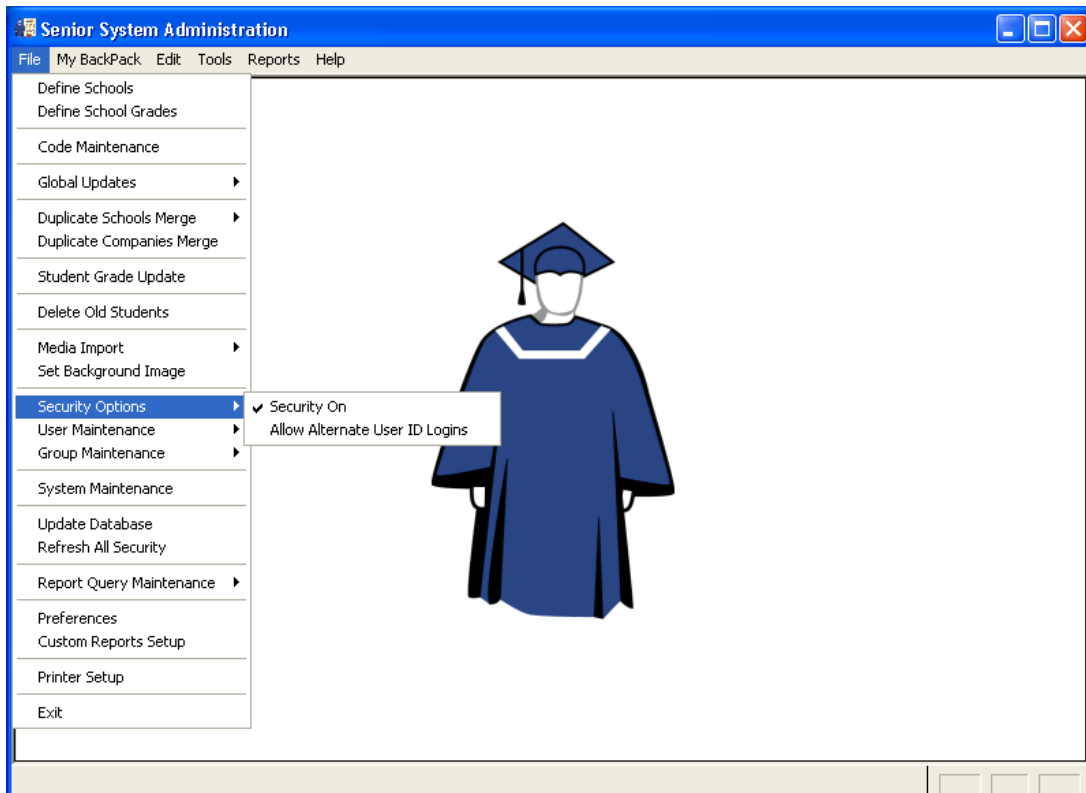 Senior System Administration
File My BackPack Edit Tools Reports Help
Define Schools
Define School Grades
Code Maintenance
Global Updates
Duplicate Schools Merge
Duplicate Companies Merge
Student Grade Update
Delete Old Students
Media Import
Set Background Image
Security Options
Security On
User Maintenance
Allow Alternate User ID Logins
Group Maintenance
System Maintenance
Update Database
Refresh All Security
Report Query Maintenance
Preferences
Custom Reports Setup
Printer Setup
Exit